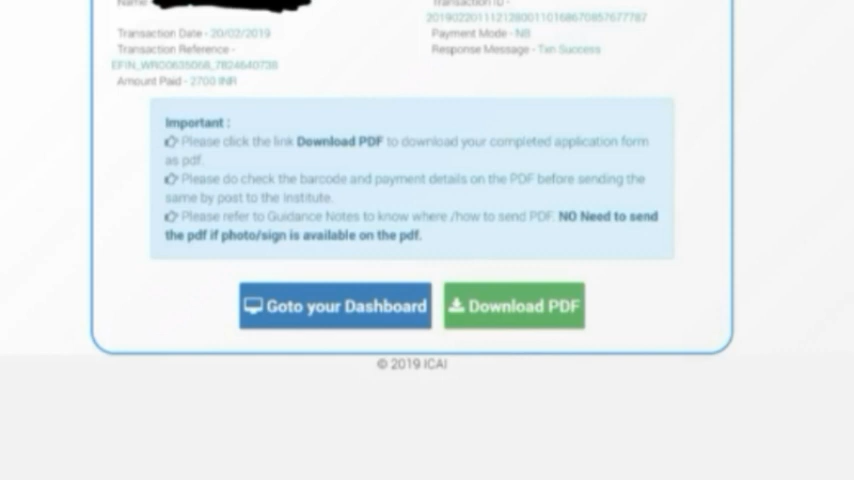 Name:
Transaction ID -
Transaction Date - 20/02/2019
Payment Mode - NB
Transaction Reference -
Response Message - Txn Success
Amount Paid - 2700 INR
Important :
Please click the link Download PDF to download your completed application form
as pdf.
Please do check the barcode and payment details on the PDF before sending the
same by post to the Institute.
Please refer to Guidance Notes to know where /how to send PDF. NO Need to send
the pdf if photo/sign is available on the pdf.
Goto your Dashboard
Download PDF
© 2019 ICAI